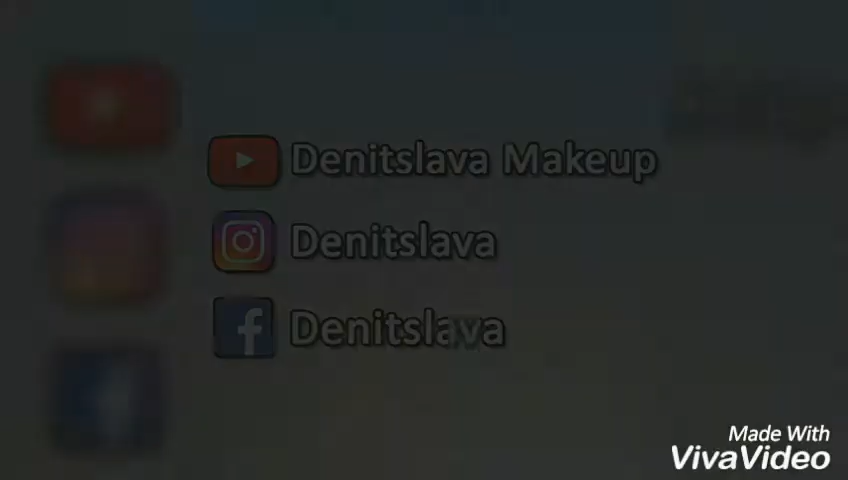 Denitslava Makeup
Denitslava
Denitslava
Made With
VivaVideo